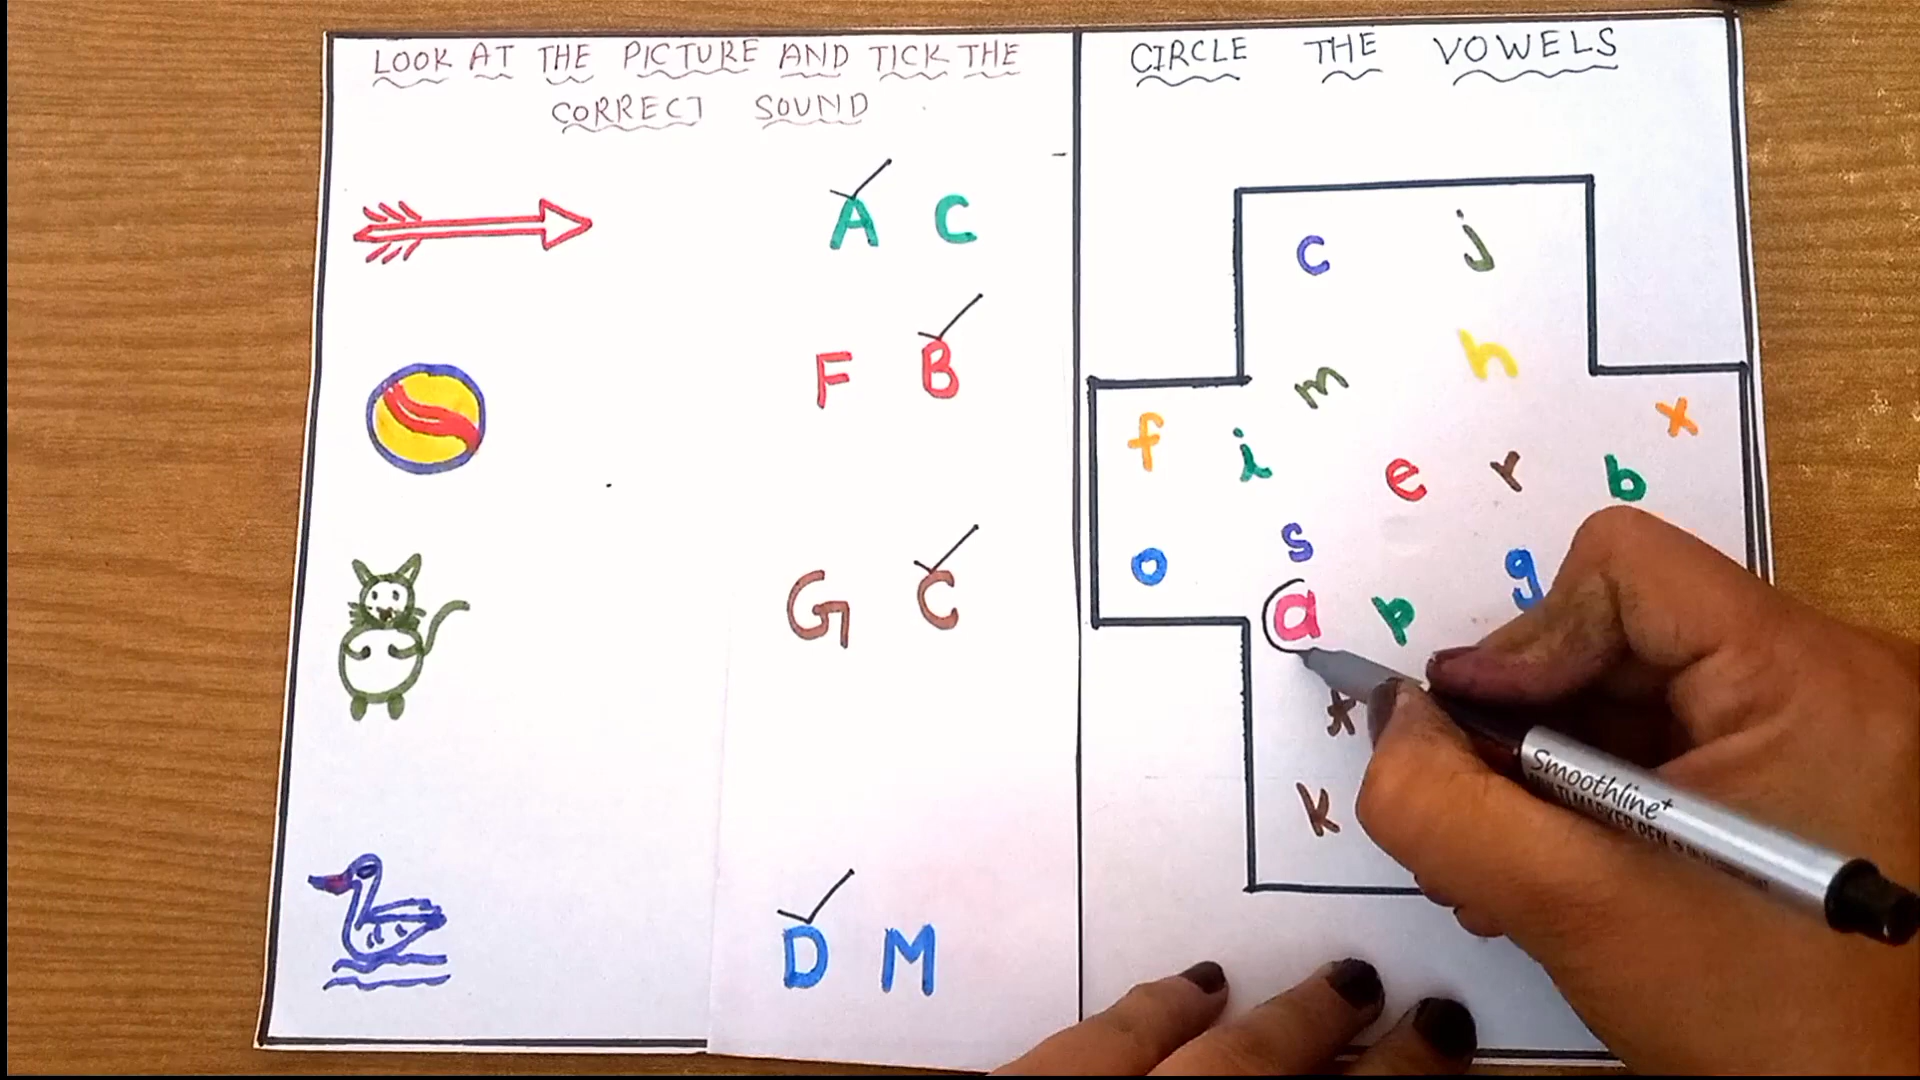 LOOK AT THE PICTURE AND TICK THE
CORRECT SOUND
A C
F B
G C
D M
CIRCLE THE VOWELS
c j
m h
f i e r b x
o s g
a p
t
k
Smoothline+